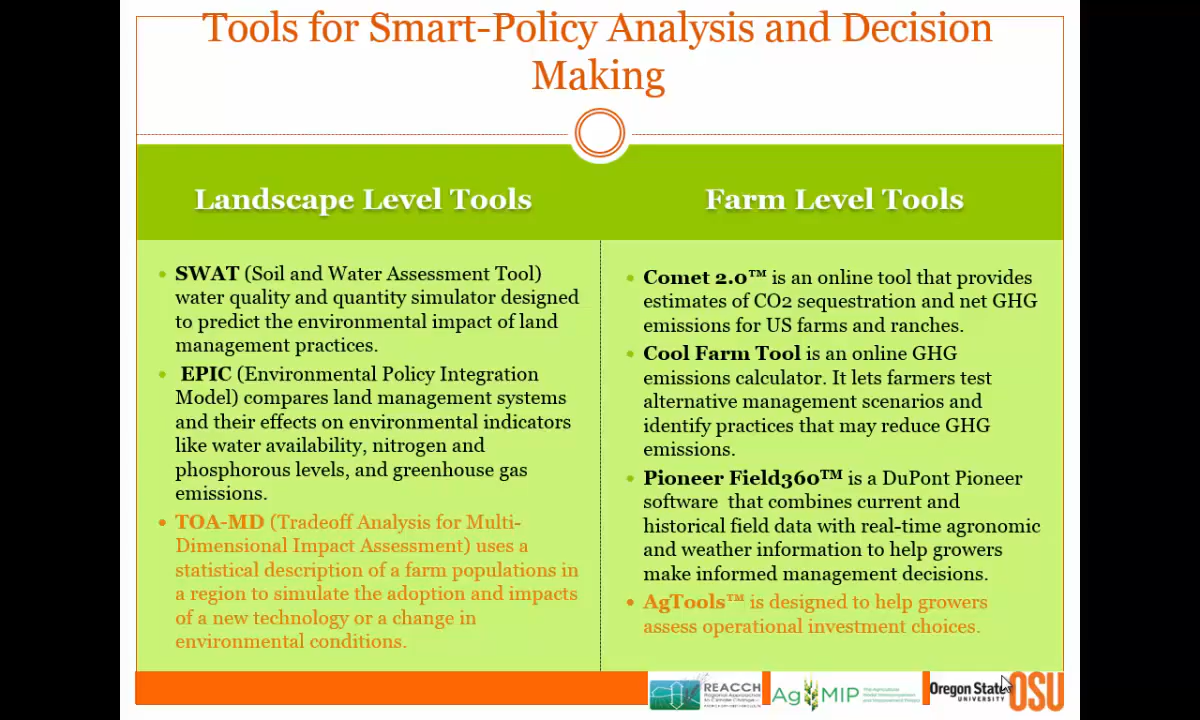 Tools for Smart-Policy Analysis and Decision
Making
Landscape Level Tools
• SWAT (Soil and Water Assessment Tool)
water quality and quantity simulator designed
to predict the environmental impact of land
management practices.
• EPIC (Environmental Policy Integration
Model) compares land management systems
and their effects on environmental indicators
like water availability, nitrogen and
phosphorous levels, and greenhouse gas
emissions.
• TOA-MD (Tradeoff Analysis for Multi-
Dimensional Impact Assessment) uses a
statistical description of a farm populations in
a region to simulate the adoption and impacts
of a new technology or a change in
environmental conditions.
Farm Level Tools
• Comet 2.0™ is an online tool that provides
estimates of CO2 sequestration and net GHG
emissions for US farms and ranches.
• Cool Farm Tool is an online GHG
emissions calculator. It lets farmers test
alternative management scenarios and
identify practices that may reduce GHG
emissions.
• Pioneer Field360™ is a DuPont Pioneer
software that combines current and
historical field data with real-time agronomic
and weather information to help growers
make informed management decisions.
• AgTools™ is designed to help growers
assess operational investment choices.
REACCH
Regional Approaches
to Climate Change –
AgMIP
Oregon State
UNIVERSITY
OSU